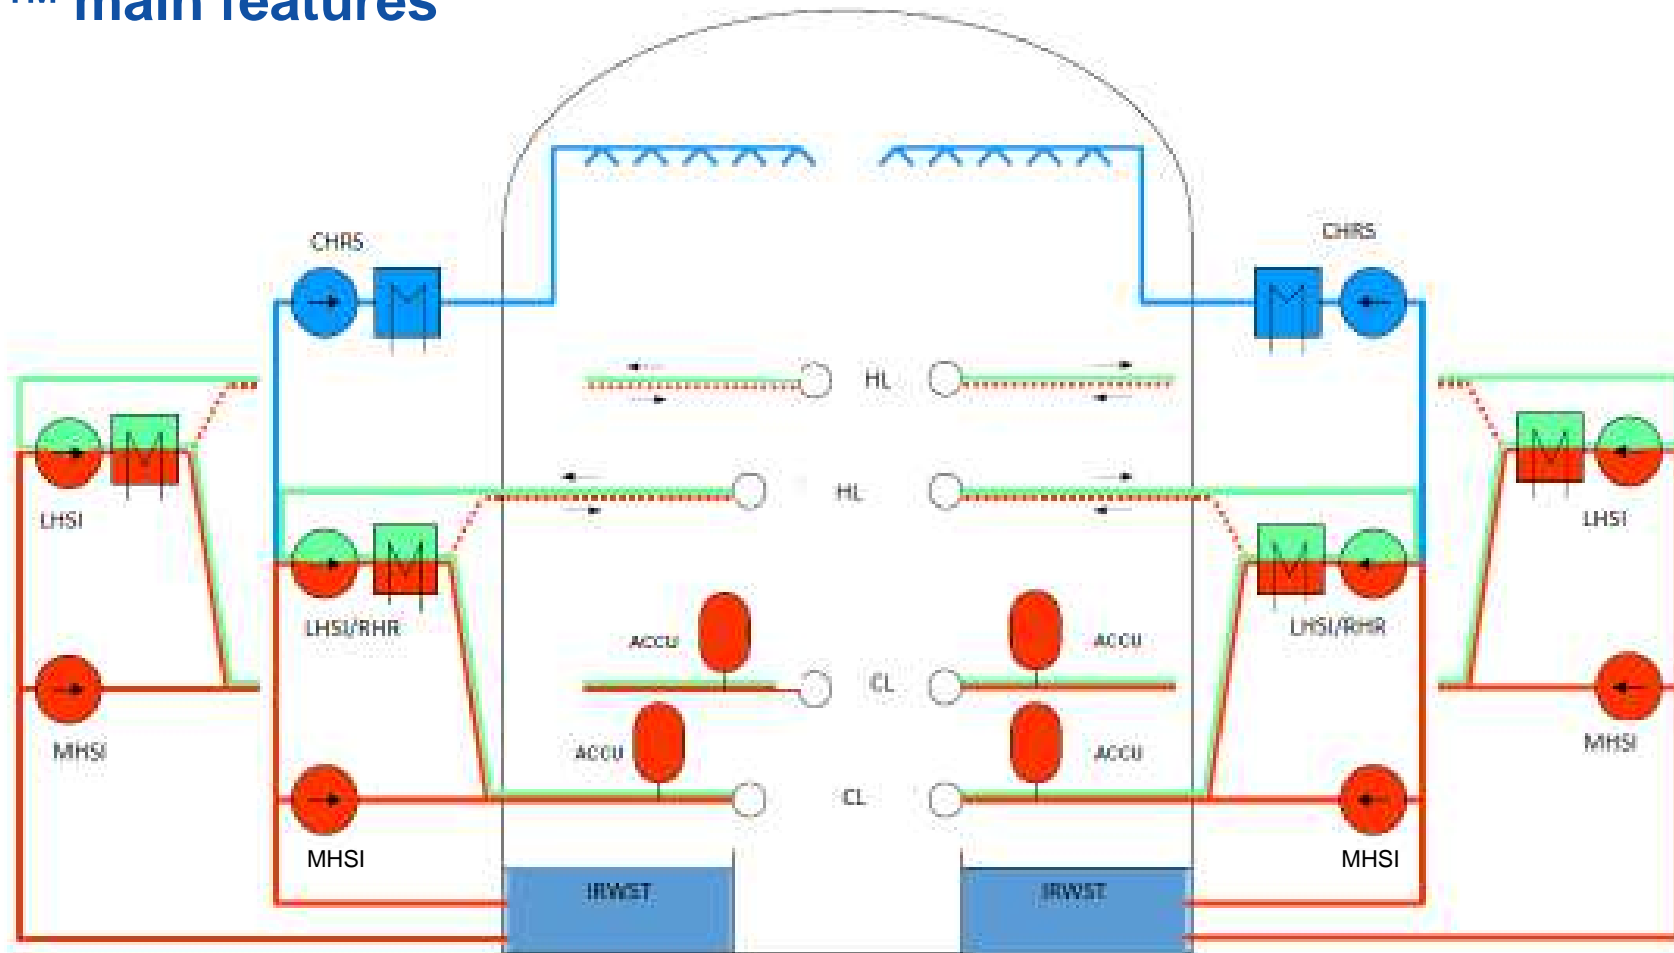 ™ main features
CHRS
CHRS
HL
HL
LHSI
LHSI
LHSI/RHR
LHSI/RHR
ACCU
ACCU
CL
MHSI
MHSI
ACCU
ACCU
CL
MHSI
MHSI
IRWST
IRWST